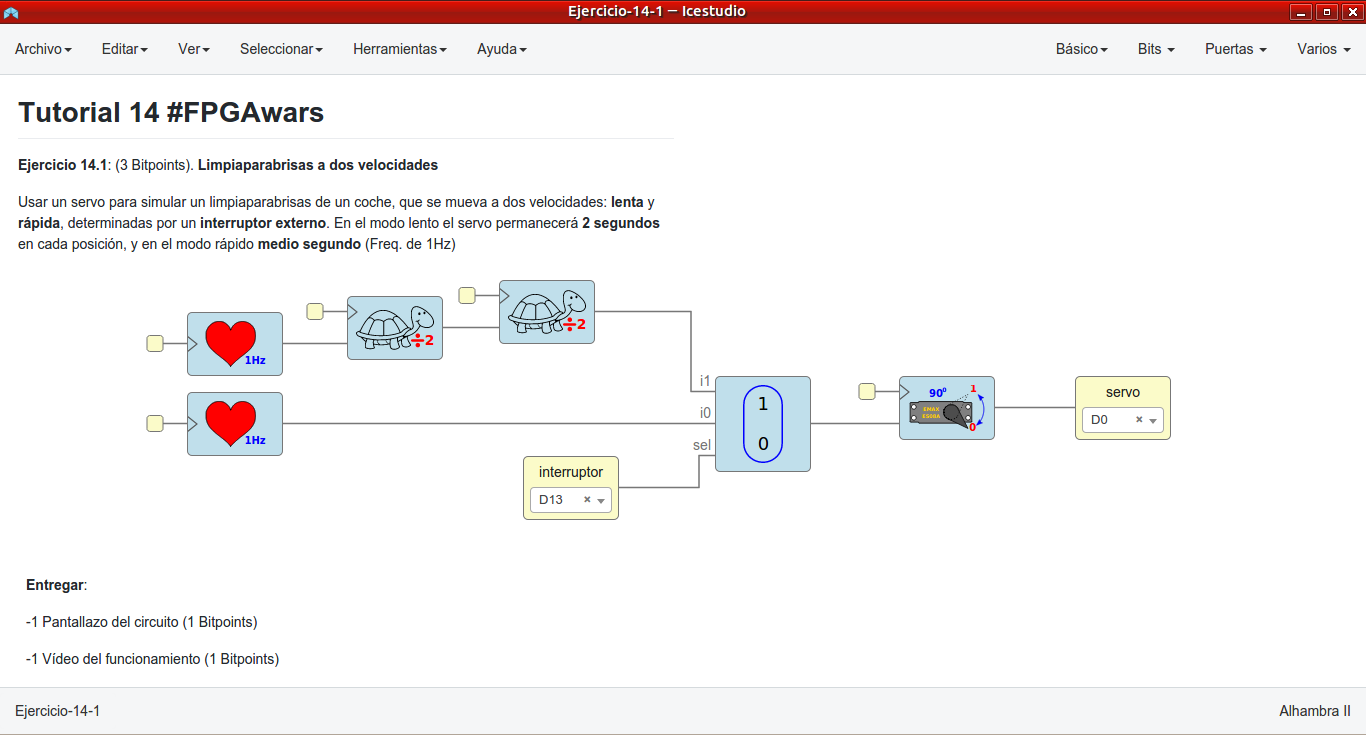 Ejercicio-14-1 — Icestudio
Archivo Editar Ver Seleccionar Herramientas Ayuda Básico Bits Puertas Varios
Tutorial 14 #FPGAwars
Ejercicio 14.1: (3 Bitpoints). Limpiaparabrisas a dos velocidades
Usar un servo para simular un limpiaparabrisas de un coche, que se mueva a dos velocidades: lenta y
rápida, determinadas por un interruptor externo. En el modo lento el servo permanecerá 2 segundos
en cada posición, y en el modo rápido medio segundo (Freq. de 1Hz)
÷2
÷2
1Hz
1Hz
i1
i0
sel
1
0
interruptor
D13 ×
90º
1
EMAX
ES08A
0
servo
D0 ×
Entregar:
-1 Pantallazo del circuito (1 Bitpoints)
-1 Vídeo del funcionamiento (1 Bitpoints)
Ejercicio-14-1 Alhambra II